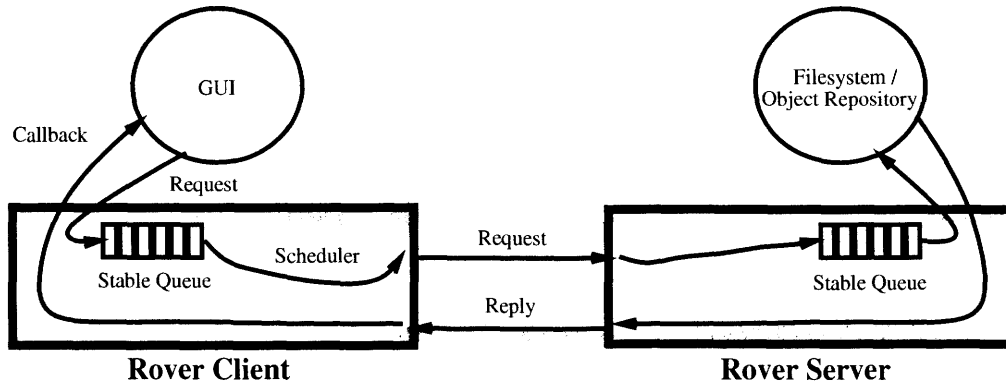 GUI
Filesystem /
Object Repository
Callback
Request
Scheduler
Stable Queue
Request
Reply
Stable Queue
Rover Client
Rover Server